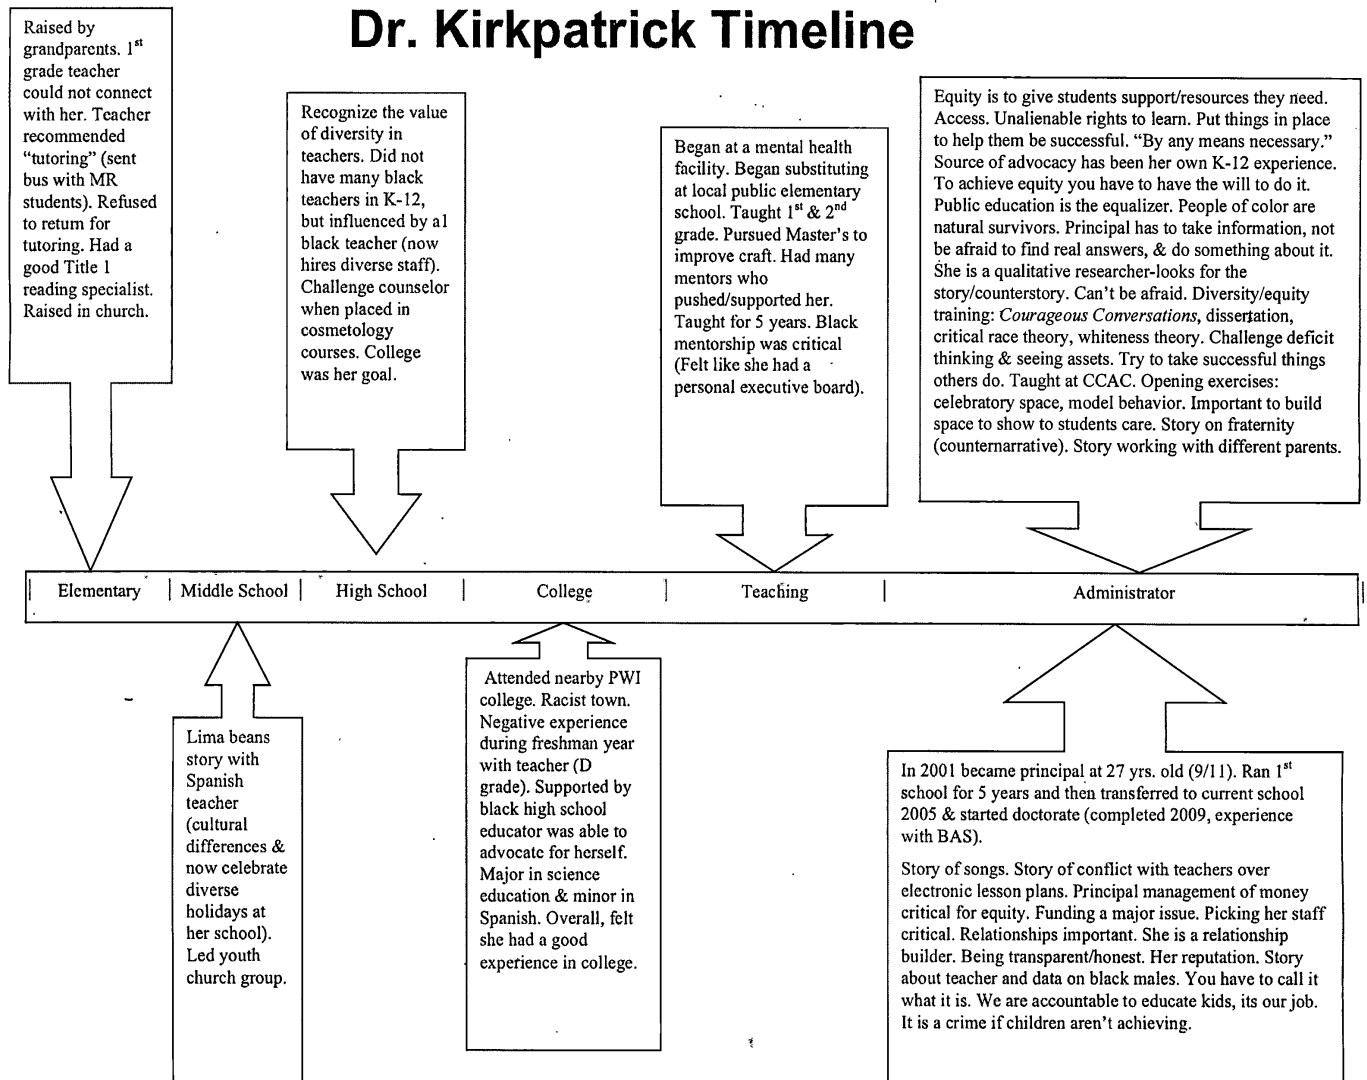 Dr. Kirkpatrick Timeline
Raised by
grandparents. 1st
grade teacher
could not connect
with her. Teacher
recommended
“tutoring” (sent
bus with MR
students). Refused
to return for
tutoring. Had a
good Title 1
reading specialist.
Raised in church.
Recognize the value
of diversity in
teachers. Did not
have many black
teachers in K-12,
but influenced by a1
black teacher (now
hires diverse staff).
Challenge counselor
when placed in
cosmetology
courses. College
was her goal.
Began at a mental health
facility. Began substituting
at local public elementary
school. Taught 1st & 2nd
grade. Pursued Master's to
improve craft. Had many
mentors who
pushed/supported her.
Taught for 5 years. Black
mentorship was critical
(Felt like she had a
personal executive board).
Equity is to give students support/resources they need.
Access. Unalienable rights to learn. Put things in place
to help them be successful. “By any means necessary.”
Source of advocacy has been her own K-12 experience.
To achieve equity you have to have the will to do it.
Public education is the equalizer. People of color are
natural survivors. Principal has to take information, not
be afraid to find real answers, & do something about it.
She is a qualitative researcher-looks for the
story/counterstory. Can't be afraid. Diversity/equity
training: Courageous Conversations, dissertation,
critical race theory, whiteness theory. Challenge deficit
thinking & seeing assets. Try to take successful things
others do. Taught at CCAC. Opening exercises:
celebratory space, model behavior. Important to build
space to show to students care. Story on fraternity
(counternarrative). Story working with different parents.
| Elementary | Middle School | High School | College | Teaching | Administrator |
Lima beans
story with
Spanish
teacher
(cultural
differences &
now celebrate
diverse
holidays at
her school).
Led youth
church group.
Attended nearby PWI
college. Racist town.
Negative experience
during freshman year
with teacher (D
grade). Supported by
black high school
educator was able to
advocate for herself.
Major in science
education & minor in
Spanish. Overall, felt
she had a good
experience in college.
In 2001 became principal at 27 yrs. old (9/11). Ran 1st
school for 5 years and then transferred to current school
2005 & started doctorate (completed 2009, experience
with BAS).
Story of songs. Story of conflict with teachers over
electronic lesson plans. Principal management of money
critical for equity. Funding a major issue. Picking her staff
critical. Relationships important. She is a relationship
builder. Being transparent/honest. Her reputation. Story
about teacher and data on black males. You have to call it
what it is. We are accountable to educate kids, its our job.
It is a crime if children aren't achieving.